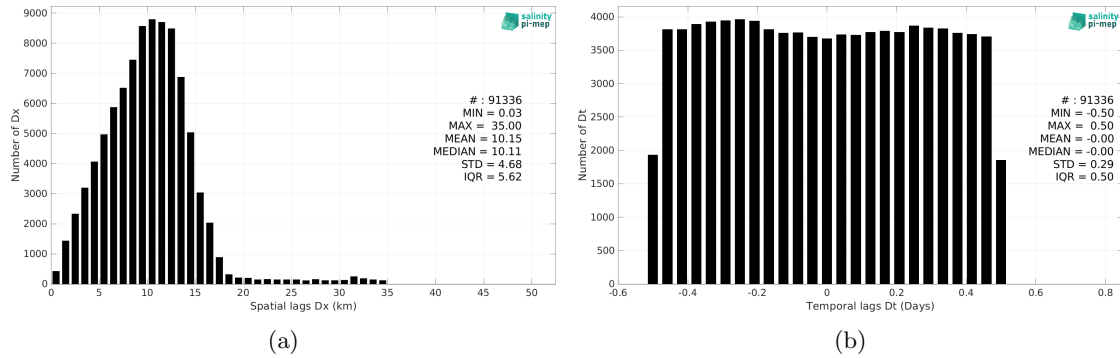 9000
8000
7000
6000
5000
4000
3000
2000
1000
0
Number of Dx
salinity
pi-mep
# : 91336
MIN = 0.03
MAX = 35.00
MEAN = 10.15
MEDIAN = 10.11
STD = 4.68
IQR = 5.62
0 5 10 15 20 25 30 35 40 45 50
Spatial lags Dx (km)
(a)
4000
3500
3000
2500
2000
1500
1000
500
0
Number of Dt
salinity
pi-mep
# : 91336
MIN = -0.50
MAX = 0.50
MEAN = -0.00
MEDIAN = -0.00
STD = 0.29
IQR = 0.50
-0.6 -0.4 -0.2 0 0.2 0.4 0.6 0.8
Temporal lags Dt (Days)
(b)